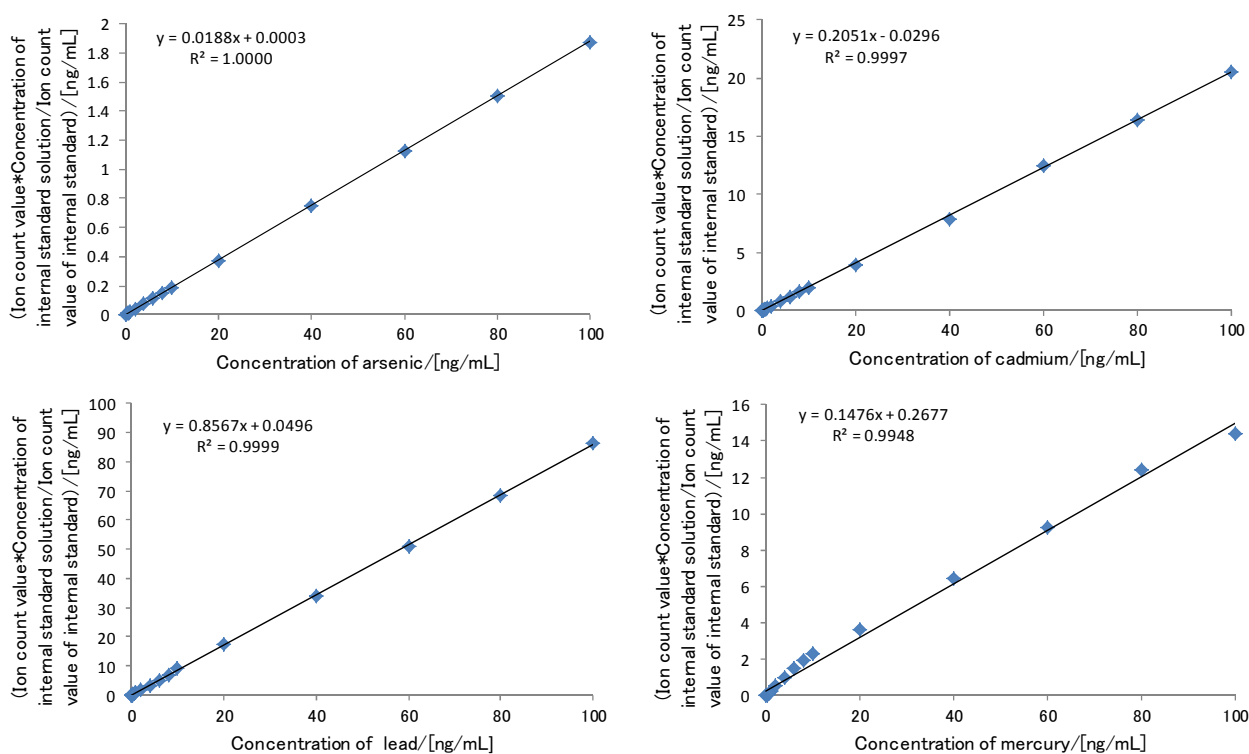 y = 0.0188x + 0.0003
R² = 1.0000
(Ion count value*Concentration of
internal standard solution/Ion count
value of internal standard)/[ng/mL]
2
1.8
1.6
1.4
1.2
1
0.8
0.6
0.4
0.2
0
0 20 40 60 80 100
Concentration of arsenic/[ng/mL]
y = 0.2051x - 0.0296
R² = 0.9997
(Ion count value*Concentration of
internal standard solution/Ion count
value of internal standard)/[ng/mL]
25
20
15
10
5
0
0 20 40 60 80 100
Concentration of cadmium/[ng/mL]
y = 0.8567x + 0.0496
R² = 0.9999
(Ion count value*Concentration of
internal standard solution/Ion count
value of internal standard)/[ng/mL]
100
90
80
70
60
50
40
30
20
10
0
0 20 40 60 80 100
Concentration of lead/[ng/mL]
y = 0.1476x + 0.2677
R² = 0.9948
(Ion count value*Concentration of
internal standard solution/Ion count
value of internal standard)/[ng/mL]
16
14
12
10
8
6
4
2
0
0 20 40 60 80 100
Concentration of mercury/[ng/mL]